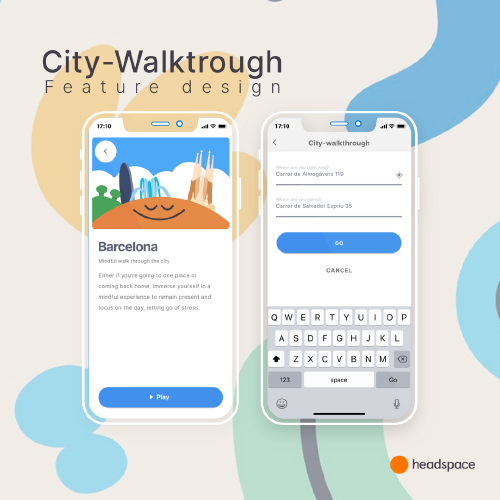 City-Walktrough
Feature design
17:10
Barcelona
Mindful walk through the city
Either if you're going to one place or
coming back home, immerse yourself in a
mindful experience to remain present and
focus on the day, letting go of stress.
Play
17:10
City-walkthrough
Where are you right now?
Carrer de Almogàvers 119
Where are you going?
Carrer de Salvador Espriu 35
GO
CANCEL
Q W E R T Y U I O P
A S D F G H J K L
Z X C V B N M
123 space Go
headspace